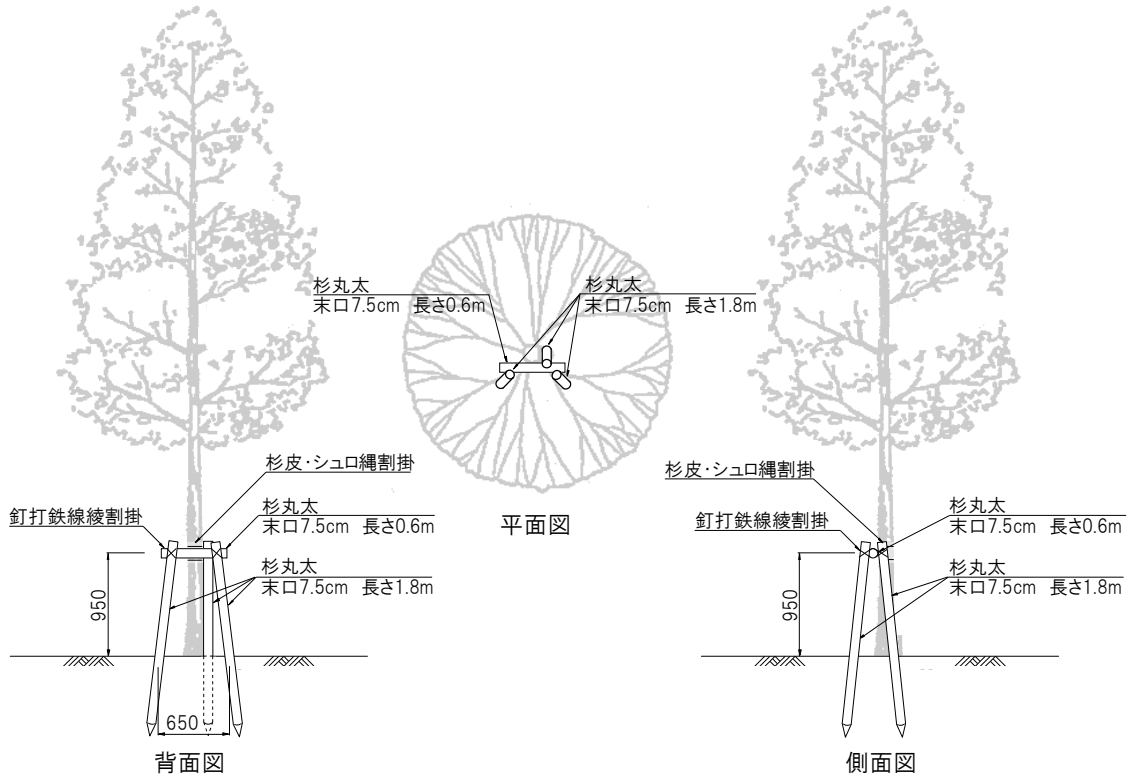 杉丸太
末口7.5cm 長さ0.6m
杉丸太
末口7.5cm 長さ1.8m
平面図
杉皮・シュロ縄割掛
釘打鉄線綾割掛
杉丸太
末口7.5cm 長さ0.6m
杉丸太
末口7.5cm 長さ1.8m
950
650
背面図
杉皮・シュロ縄割掛
釘打鉄線綾割掛
杉丸太
末口7.5cm 長さ0.6m
杉丸太
末口7.5cm 長さ1.8m
950
側面図